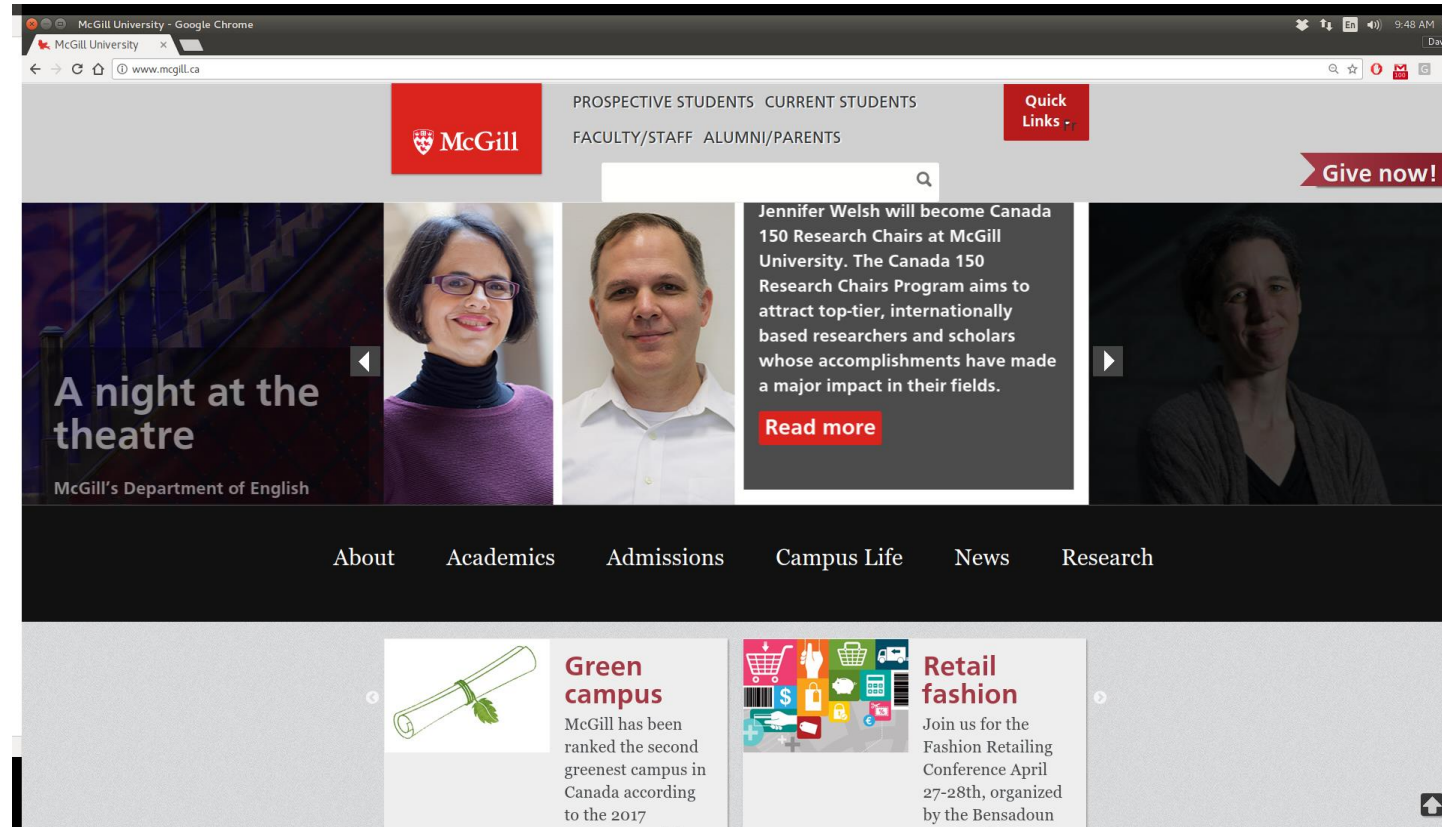 McGill University - Google Chrome
En
9:48 AM
McGill University
Dav
www.mcgill.ca
100
G
McGill
PROSPECTIVE STUDENTS CURRENT STUDENTS
FACULTY/STAFF ALUMNI/PARENTS
Quick
Links
Give now!
A night at the
theatre
McGill's Department of English
Jennifer Welsh will become Canada
150 Research Chairs at McGill
University. The Canada 150
Research Chairs Program aims to
attract top-tier, internationally
based researchers and scholars
whose accomplishments have made
a major impact in their fields.
Read more
About Academics Admissions Campus Life News Research
Green
campus
McGill has been
ranked the second
greenest campus in
Canada according
to the 2017
Retail
fashion
Join us for the
Fashion Retailing
Conference April
27-28th, organized
by the Bensadoun